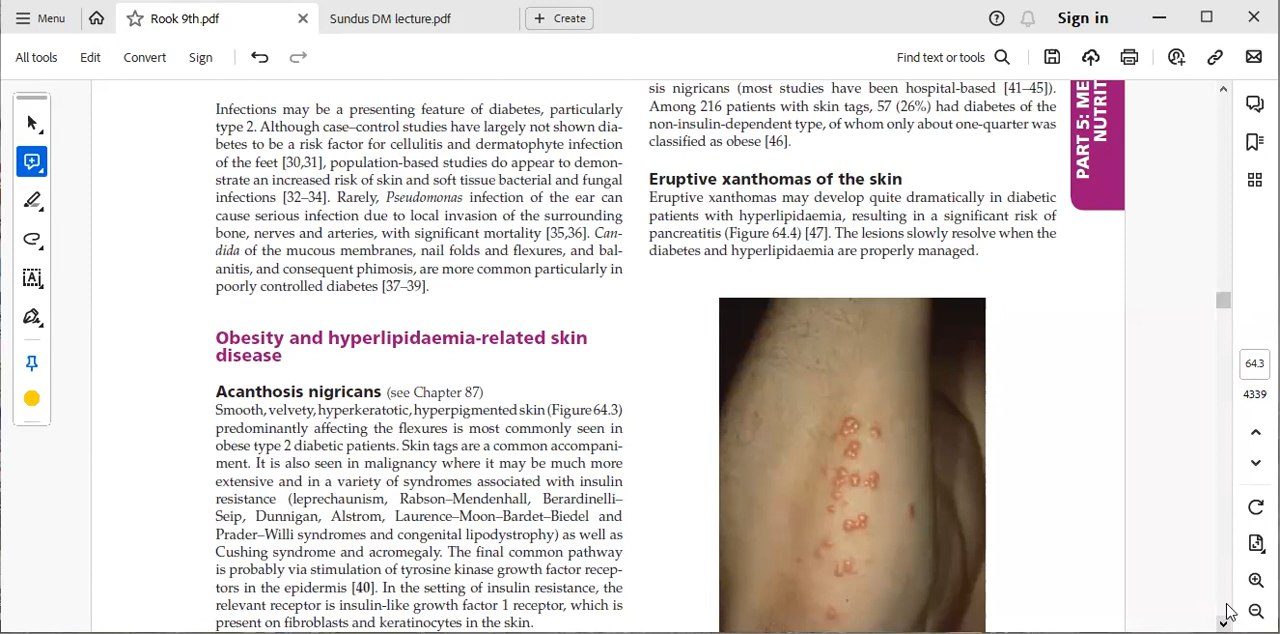 Menu
Rook 9th.pdf
Sundus DM lecture.pdf
+ Create
Sign in
All tools
Edit
Convert
Sign
Find text or tools
Infections may be a presenting feature of diabetes, particularly
type 2. Although case–control studies have largely not shown dia-
betes to be a risk factor for cellulitis and dermatophyte infection
of the feet [30,31], population-based studies do appear to demon-
strate an increased risk of skin and soft tissue bacterial and fungal
infections [32–34]. Rarely, Pseudomonas infection of the ear can
cause serious infection due to local invasion of the surrounding
bone, nerves and arteries, with significant mortality [35,36]. Can-
dida of the mucous membranes, nail folds and flexures, and bal-
anitis, and consequent phimosis, are more common particularly in
poorly controlled diabetes [37–39].
Obesity and hyperlipidaemia-related skin
disease
Acanthosis nigricans (see Chapter 87)
Smooth, velvety, hyperkeratotic, hyperpigmented skin (Figure 64.3)
predominantly affecting the flexures is most commonly seen in
obese type 2 diabetic patients. Skin tags are a common accompani-
ment. It is also seen in malignancy where it may be much more
extensive and in a variety of syndromes associated with insulin
resistance (leprechaunism, Rabson–Mendenhall, Berardinelli–
Seip, Dunnigan, Alstrom, Laurence–Moon–Bardet–Biedel and
Prader–Willi syndromes and congenital lipodystrophy) as well as
Cushing syndrome and acromegaly. The final common pathway
is probably via stimulation of tyrosine kinase growth factor recep-
tors in the epidermis [40]. In the setting of insulin resistance, the
relevant receptor is insulin-like growth factor 1 receptor, which is
present on fibroblasts and keratinocytes in the skin.
sis nigricans (most studies have been hospital-based [41–45]).
Among 216 patients with skin tags, 57 (26%) had diabetes of the
non-insulin-dependent type, of whom only about one-quarter was
classified as obese [46].
Eruptive xanthomas of the skin
Eruptive xanthomas may develop quite dramatically in diabetic
patients with hyperlipidaemia, resulting in a significant risk of
pancreatitis (Figure 64.4) [47]. The lesions slowly resolve when the
diabetes and hyperlipidaemia are properly managed.
PART 5: ME
NUTRIT
64.3
4339